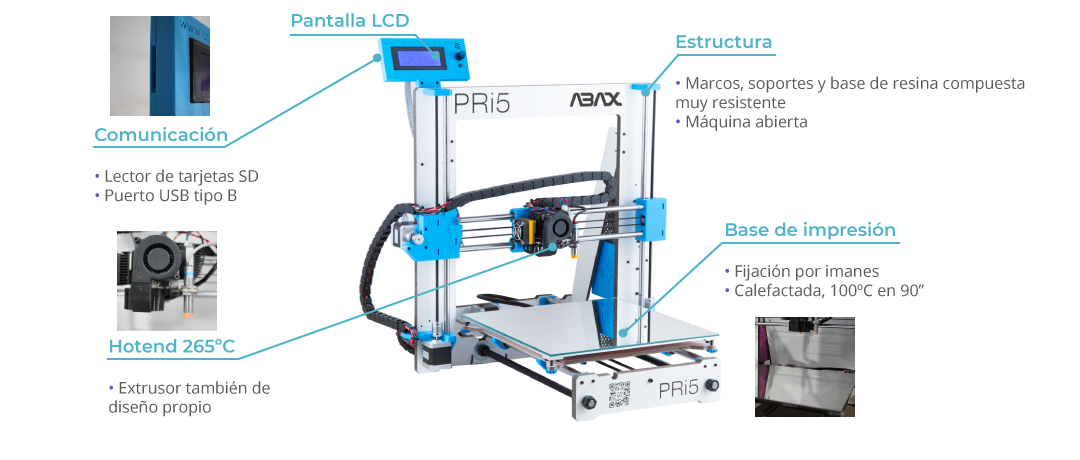 Pantalla LCD
Comunicación
• Lector de tarjetas SD
• Puerto USB tipo B
Hotend 265ºC
• Extrusor también de
diseño propio
PRi5
ABAX
PRi5
Estructura
• Marcos, soportes y base de resina compuesta
muy resistente
• Máquina abierta
Base de impresión
• Fijación por imanes
• Calefactada, 100ºC en 90”